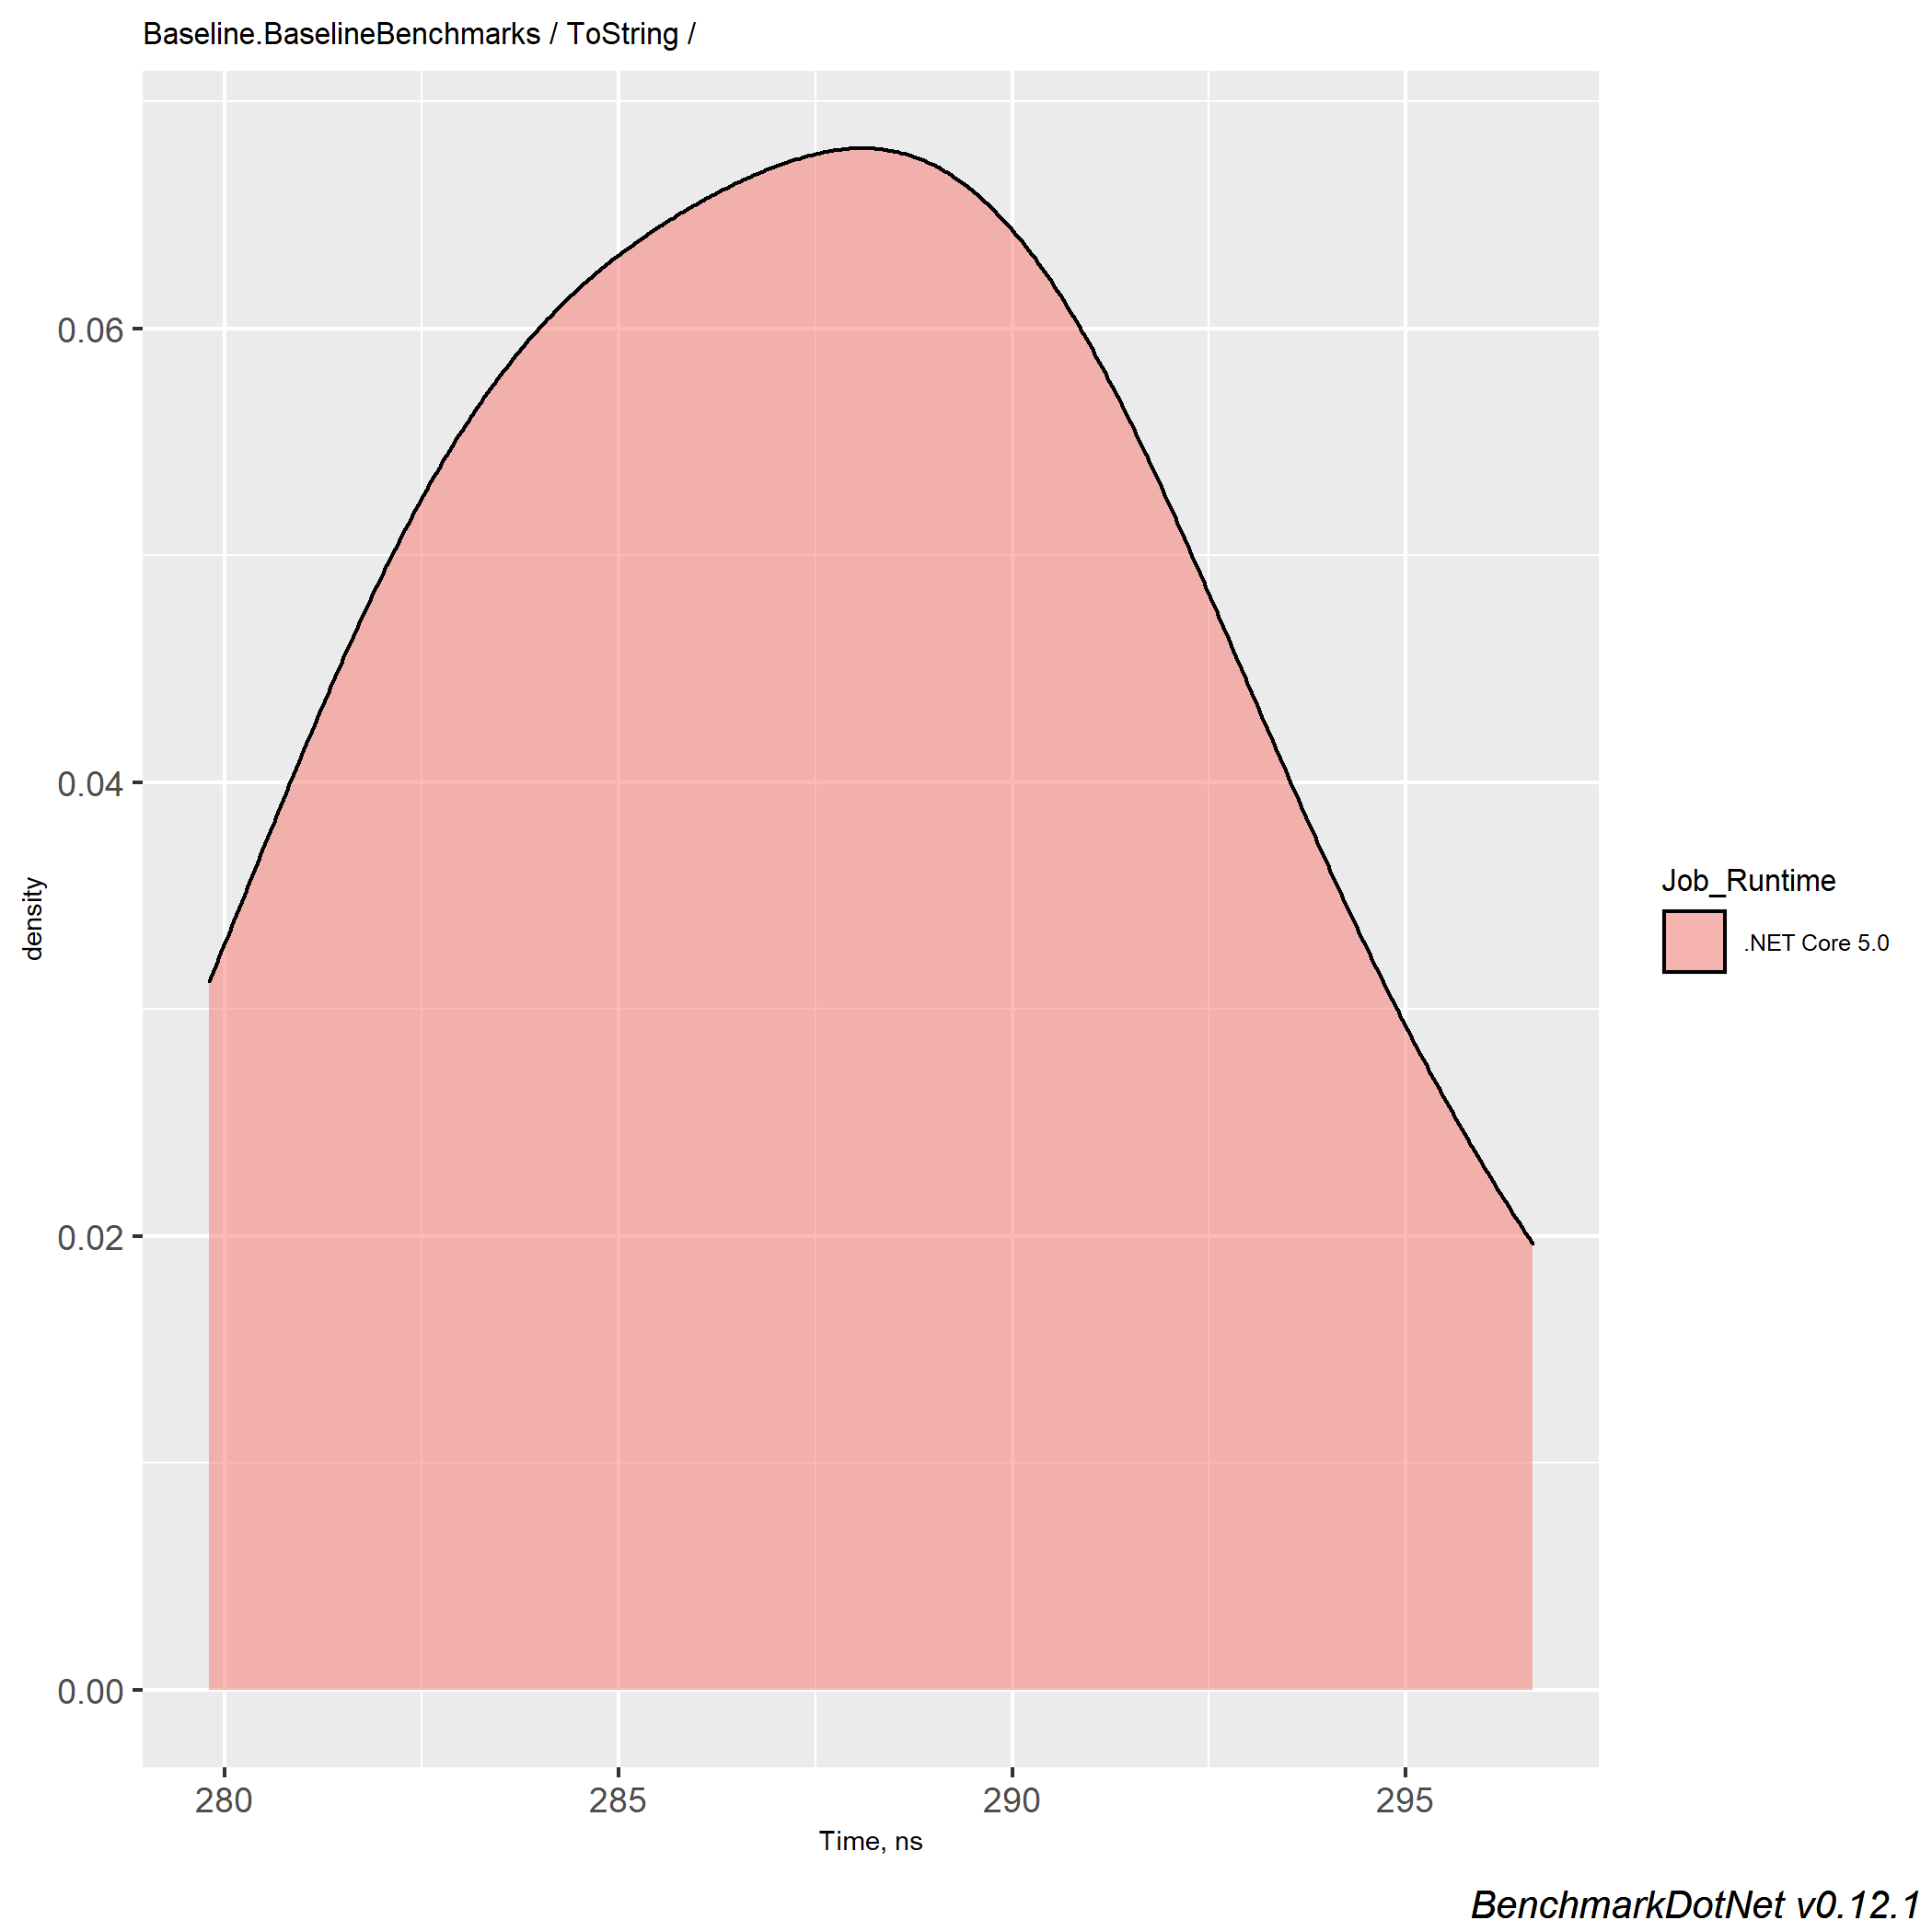 Baseline.BaselineBenchmarks / ToString /
0.06
0.04
0.02
0.00
density
280 285 290 295
Time, ns
Job_Runtime
.NET Core 5.0
BenchmarkDotNet v0.12.1